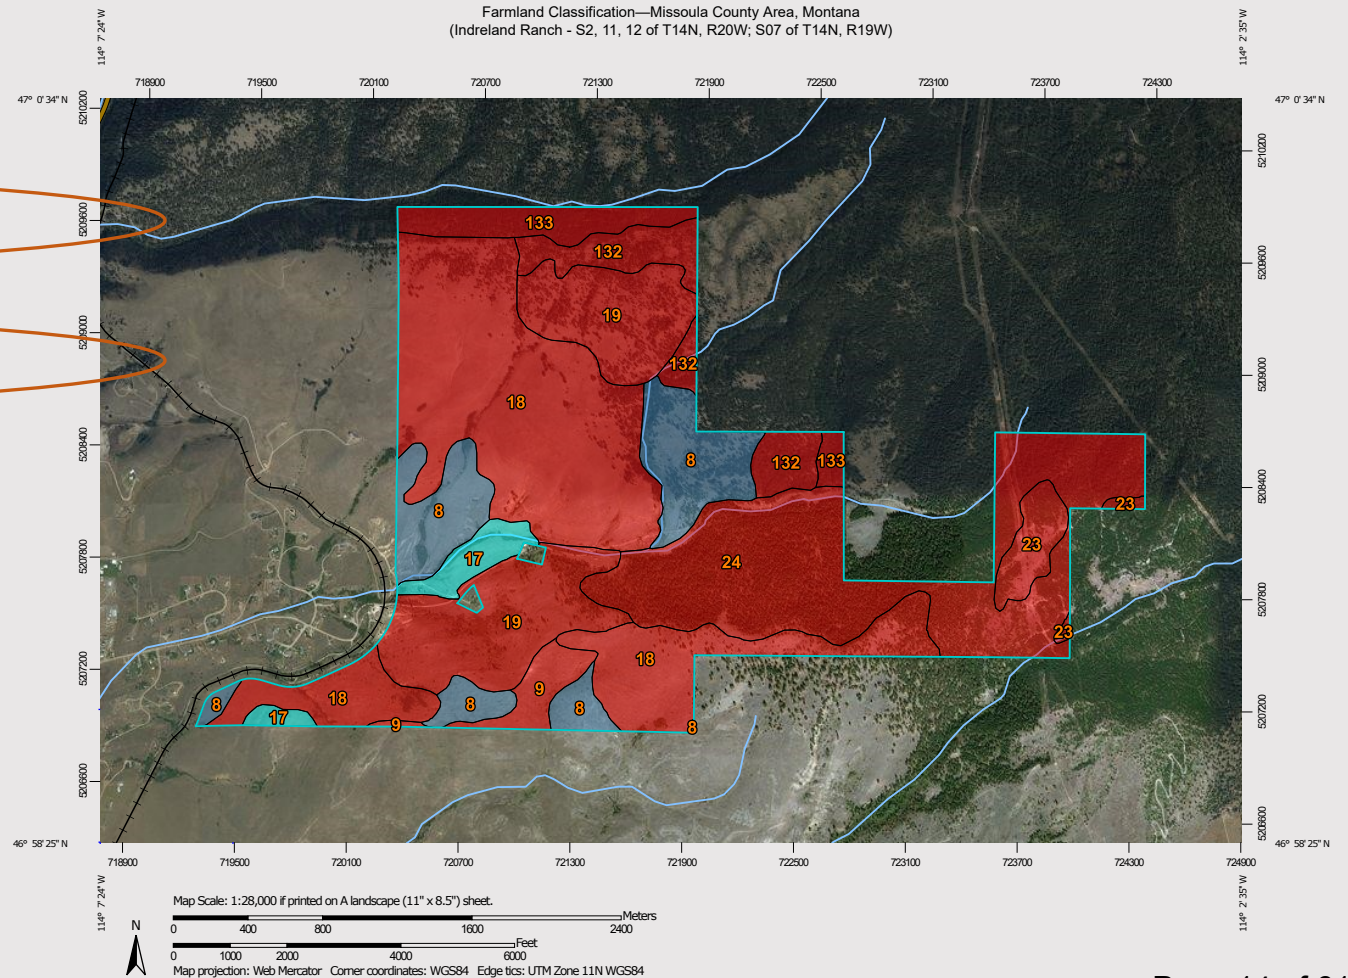 Farmland Classification—Missoula County Area, Montana
(Indreland Ranch - S2, 11, 12 of T14N, R20W; S07 of T14N, R19W)
114° 7' 24" W
114° 2' 35" W
718900 719500 720100 720700 721300 721900 722500 723100 723700 724300
47° 0' 34" N
47° 0' 34" N
5210200
5210200
5209600
5209600
5209000
5209000
5208400
5208400
5207800
5207800
5207200
5207200
5206600
5206600
133
132
19
132
18
8
132
133
8
23
17
24
23
19
23
18
9
18
8
8
8
17
9
8
46° 58' 25" N
46° 58' 25" N
718900 719500 720100 720700 721300 721900 722500 723100 723700 724300 724900
114° 7' 24" W
114° 2' 35" W
Map Scale: 1:28,000 if printed on A landscape (11" x 8.5") sheet.
N
Meters
0 400 800 1600 2400
Feet
0 1000 2000 4000 6000
Map projection: Web Mercator Corner coordinates: WGS84 Edge tics: UTM Zone 11N WGS84